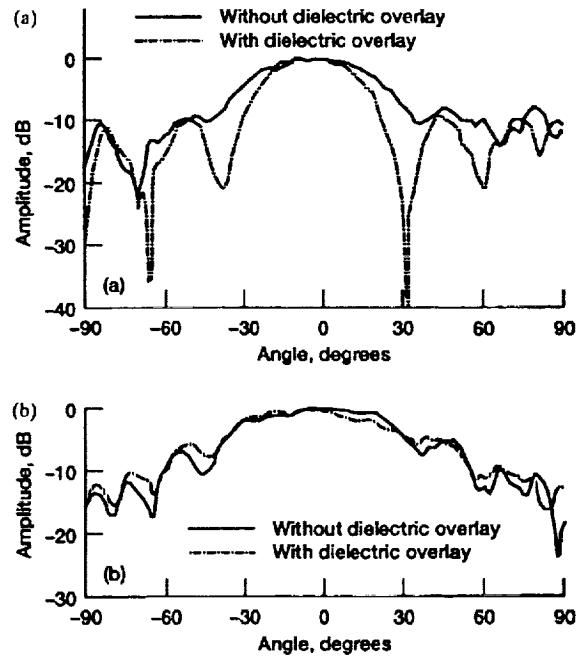 (a)
Without dielectric overlay
With dielectric overlay
0
−10
−20
−30
−40
Amplitude, dB
(a)
−90 −60 −30 0 30 60 90
Angle, degrees
(b)
0
−10
−20
−30
Amplitude, dB
Without dielectric overlay
With dielectric overlay
(b)
−90 −60 −30 0 30 60 90
Angle, degrees